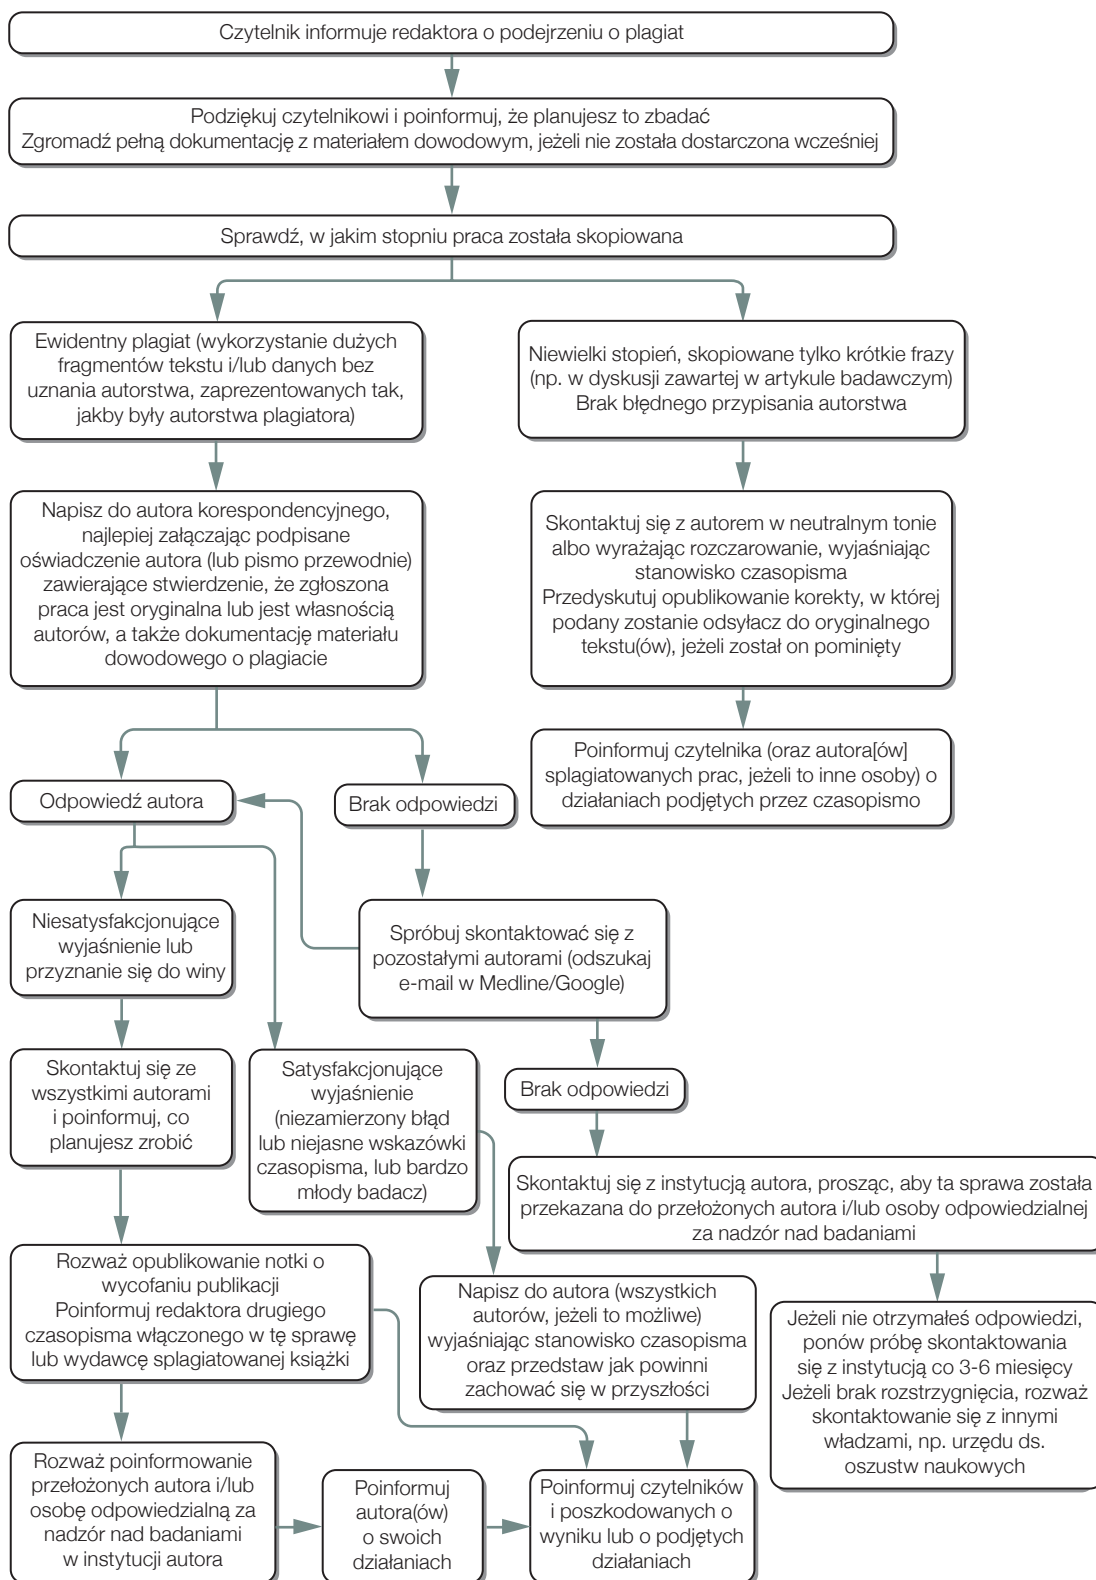 Czytelnik informuje redaktora o podejrzeniu o plagiat
Podziękuj czytelnikowi i poinformuj, że planujesz to zbadać
Zgromadź pełną dokumentację z materiałem dowodowym, jeżeli nie została dostarczona wcześniej
Sprawdź, w jakim stopniu praca została skopiowana
Ewidentny plagiat (wykorzystanie dużych
fragmentów tekstu i/lub danych bez
uznania autorstwa, zaprezentowanych tak,
jakby były autorstwa plagiatora)
Niewielki stopień, skopiowane tylko krótkie frazy
(np. w dyskusji zawartej w artykule badawczym)
Brak błędnego przypisania autorstwa
Napisz do autora korespondencyjnego,
najlepiej załączając podpisane
oświadczenie autora (lub pismo przewodnie)
zawierające stwierdzenie, że zgłoszona
praca jest oryginalna lub jest własnością
autorów, a także dokumentację materiału
dowodowego o plagiacie
Skontaktuj się z autorem w neutralnym tonie
albo wyrażając rozczarowanie, wyjaśniając
stanowisko czasopisma
Przedyskutuj opublikowanie korekty, w której
podany zostanie odsyłacz do oryginalnego
tekstu(ów), jeżeli został on pominięty
Poinformuj czytelnika (oraz autora[ów]
splagiatowanych prac, jeżeli to inne osoby) o
działaniach podjętych przez czasopismo
Odpowiedź autora
Brak odpowiedzi
Niesatysfakcjonujące
wyjaśnienie lub
przyznanie się do winy
Spróbuj skontaktować się z
pozostałymi autorami (odszukaj
e-mail w Medline/Google)
Skontaktuj się ze
wszystkimi autorami
i poinformuj, co
planujesz zrobić
Satysfakcjonujące
wyjaśnienie
(niezamierzony błąd
lub niejasne wskazówki
czasopisma, lub bardzo
młody badacz)
Brak odpowiedzi
Skontaktuj się z instytucją autora, prosząc, aby ta sprawa została
przekazana do przełożonych autora i/lub osoby odpowiedzialnej
za nadzór nad badaniami
Rozważ opublikowanie notki o
wycofaniu publikacji
Poinformuj redaktora drugiego
czasopisma włączonego w tę sprawę
lub wydawcę splagiatowanej książki
Napisz do autora (wszystkich
autorów, jeżeli to możliwe)
wyjaśniając stanowisko czasopisma
oraz przedstaw jak powinni
zachować się w przyszłości
Jeżeli nie otrzymałeś odpowiedzi,
ponów próbę skontaktowania
się z instytucją co 3-6 miesięcy
Jeżeli brak rozstrzygnięcia, rozważ
skontaktowanie się z innymi
władzami, np. urzędu ds.
oszustw naukowych
Rozważ poinformowanie
przełożonych autora i/lub
osobę odpowiedzialną za
nadzór nad badaniami
w instytucji autora
Poinformuj
autora(ów)
o swoich
działaniach
Poinformuj czytelników
i poszkodowanych o
wyniku lub o podjętych
działaniach